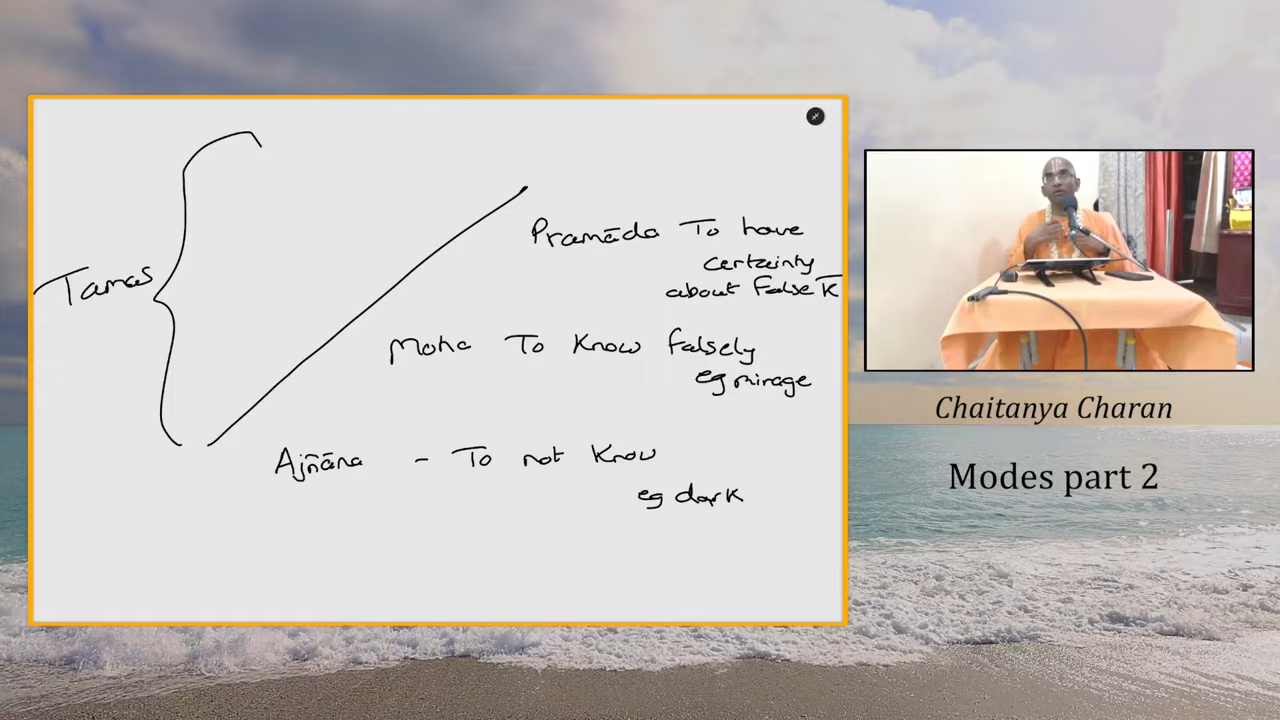 Tamas
Pramāda To have
certainty
about False K
Moha To Know falsely
eg mirage
Ajñāna - To not Know
eg dark
Chaitanya Charan
Modes part 2